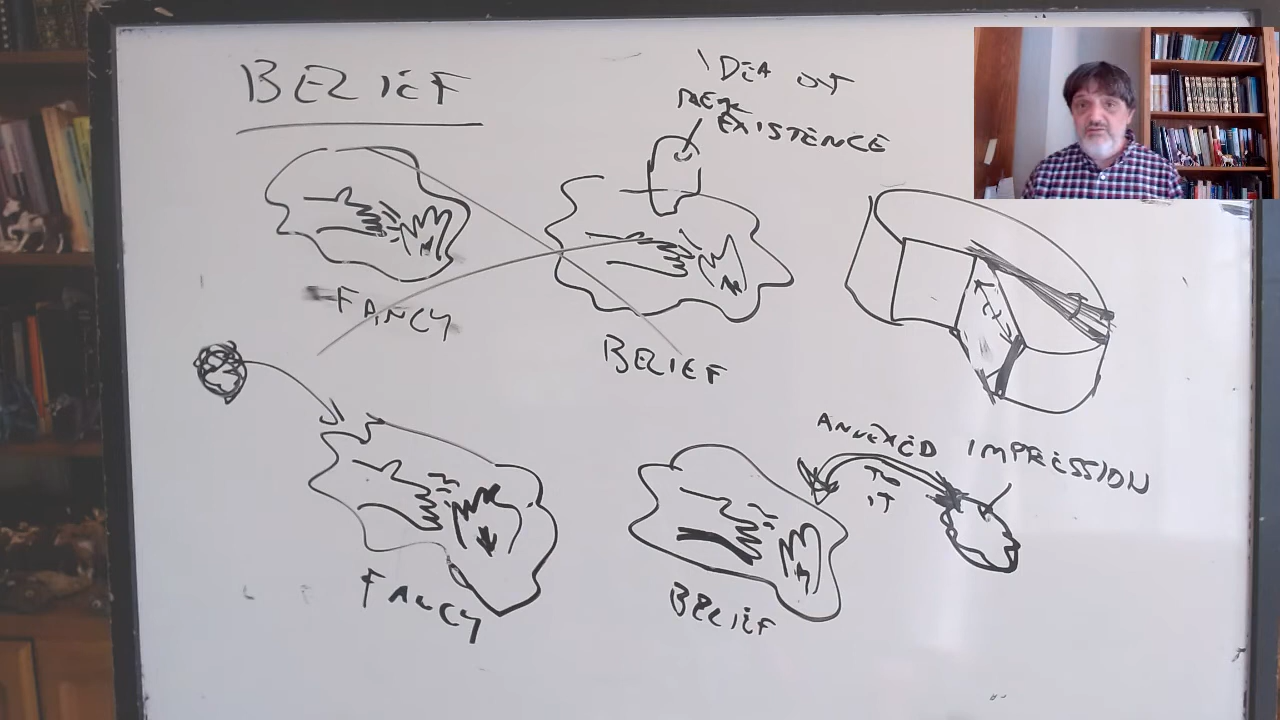 BELIEF
IDEA OF
REAL
EXISTENCE
FANCY
BELIEF
ANNEXED IMPRESSION
TO
IT
FANCY
BELIEF